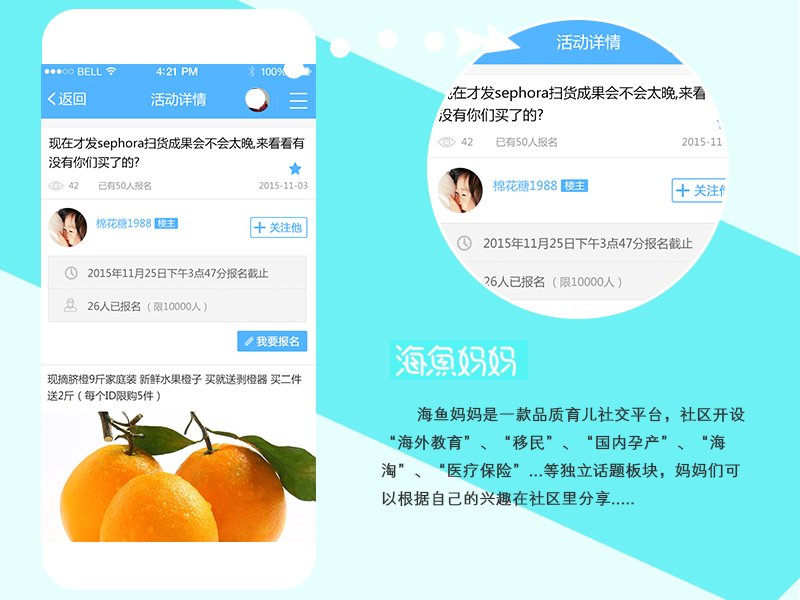 BELL 4:21 PM 100%
返回 活动详情
现在才发sephora扫货成果会不会太晚,来看看有
没有你们买了的?
42 已有50人报名 2015-11-03
棉花糖1988 楼主 关注他
2015年11月25日下午3点47分报名截止
26人已报名（限10000人）
我要报名
现摘脐橙9斤家庭装 新鲜水果橙子 买就送剥橙器 买二件
送2斤（每个ID限购5件）
活动详情
在才发sephora扫货成果会不会太晚,来看
没有你们买了的?
42 已有50人报名 2015-11-
棉花糖1988 楼主 关注他
2015年11月25日下午3点47分报名截止
26人已报名（限10000人）
海鱼妈妈
海鱼妈妈是一款品质育儿社交平台，社区开设
“海外教育”、“移民”、“国内孕产”、“海
淘”、“医疗保险”...等独立话题板块，妈妈们可
以根据自己的兴趣在社区里分享.....